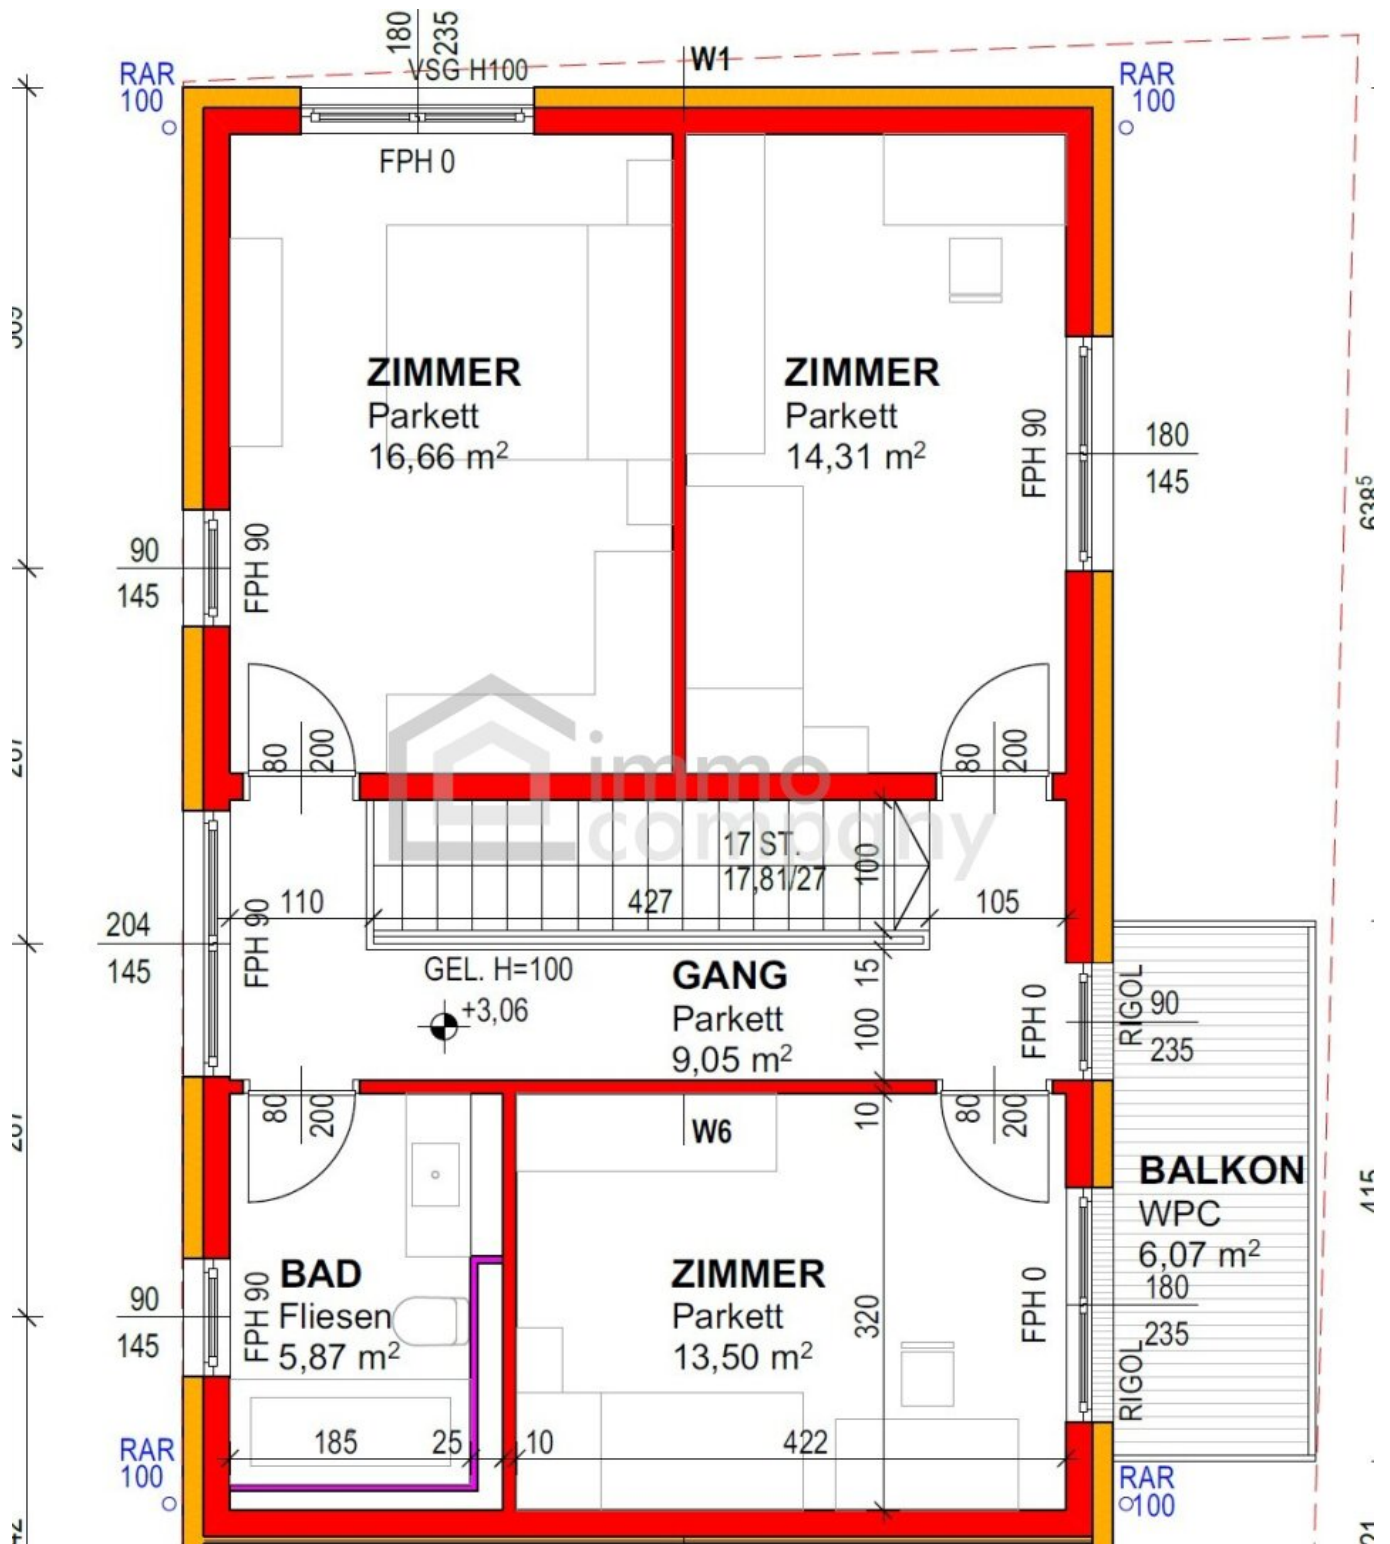 180
235
VSG H100
W1
RAR
100
RAR
100
FPH 0
ZIMMER
Parkett
16,66 m²
ZIMMER
Parkett
14,31 m²
FPH 90
180
145
638⁵
90
145
FPH 90
80
200
80
200
immo
company
17 ST.
17,81/27
100
110
427
105
204
145
FPH 90
GEL. H=100
+3,06
GANG
Parkett
9,05 m²
15
100
FPH 0
RIGOL
90
235
80
200
10
80
200
W6
BALKON
WPC
6,07 m²
180
235
415
BAD
Fliesen
5,87 m²
90
145
FPH 90
ZIMMER
Parkett
13,50 m²
320
FPH 0
RIGOL
185
25
10
422
RAR
100
RAR
100